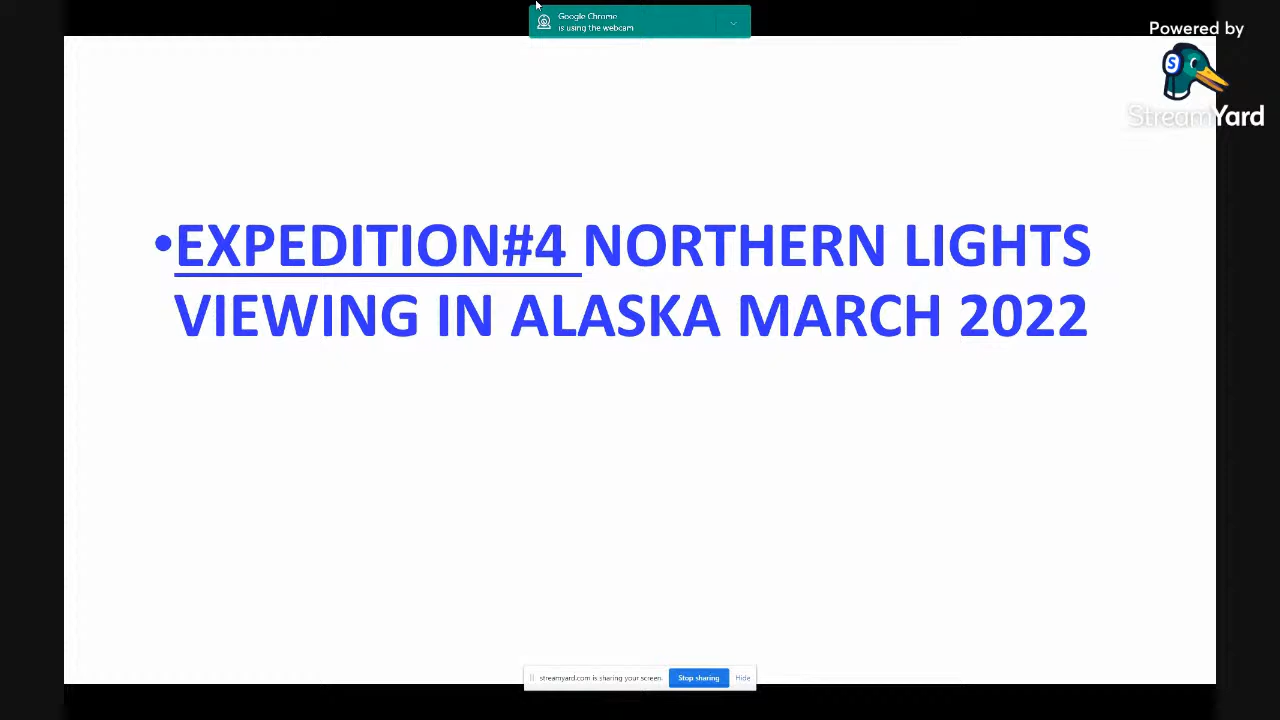 Google Chrome
is using the webcam
Powered by
S
StreamYard
•EXPEDITION#4 NORTHERN LIGHTS
VIEWING IN ALASKA MARCH 2022
streamyard.com is sharing your screen. Stop sharing Hide